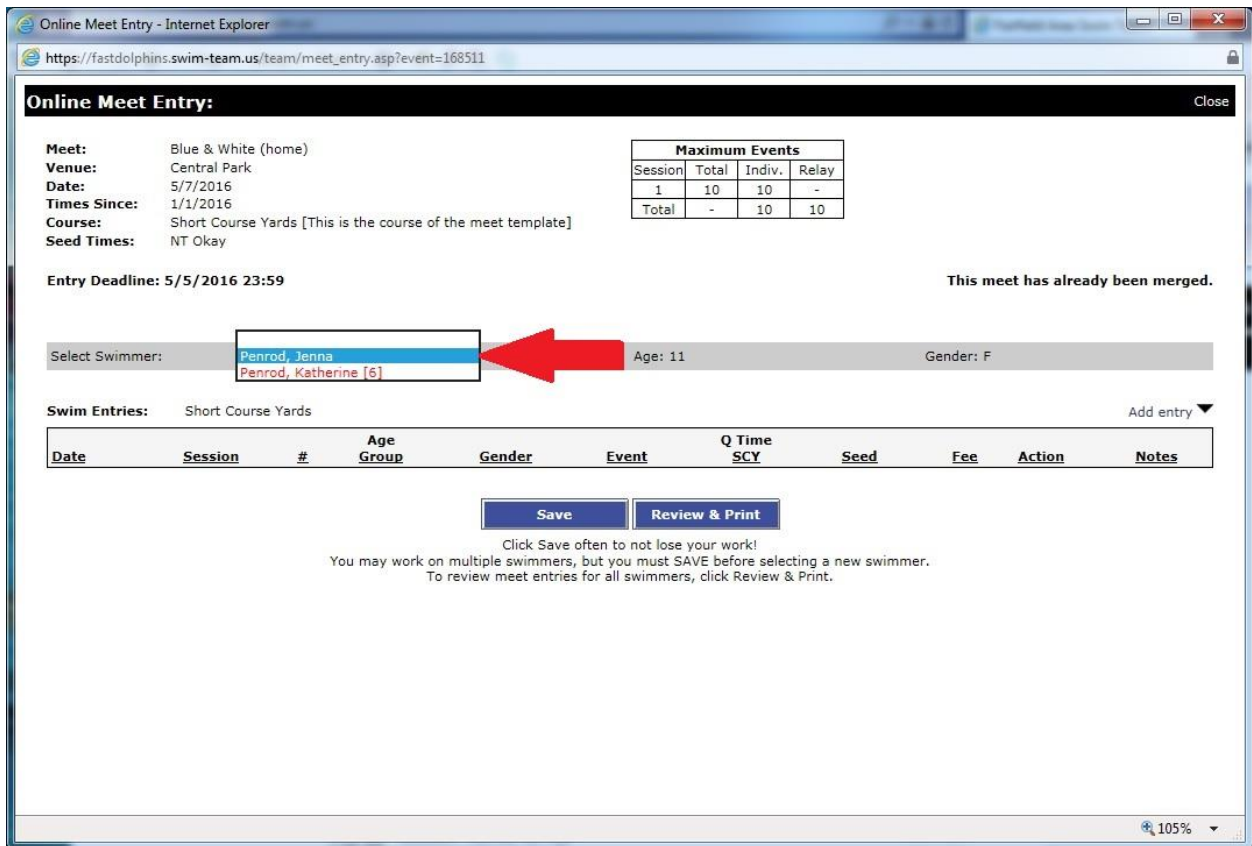 Online Meet Entry - Internet Explorer
https://fastdolphins.swim-team.us/team/meet_entry.asp?event=168511
Online Meet Entry: Close
Meet: Blue & White (home)
Venue: Central Park
Date: 5/7/2016
Times Since: 1/1/2016
Course: Short Course Yards [This is the course of the meet template]
Seed Times: NT Okay
Maximum Events
Session Total Indiv. Relay
1 10 10 -
Total - 10 10
Entry Deadline: 5/5/2016 23:59 This meet has already been merged.
Select Swimmer: Penrod, Jenna Age: 11 Gender: F
Penrod, Katherine [6]
Swim Entries: Short Course Yards Add entry
Date Session # Age Group Gender Event Q Time SCY Seed Fee Action Notes
Save Review & Print
Click Save often to not lose your work!
You may work on multiple swimmers, but you must SAVE before selecting a new swimmer.
To review meet entries for all swimmers, click Review & Print.
105%